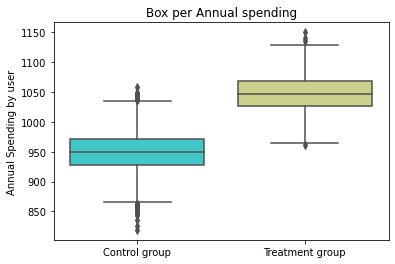 Box per Annual spending
Annual Spending by user
1150
1100
1050
1000
950
900
850
Control group
Treatment group